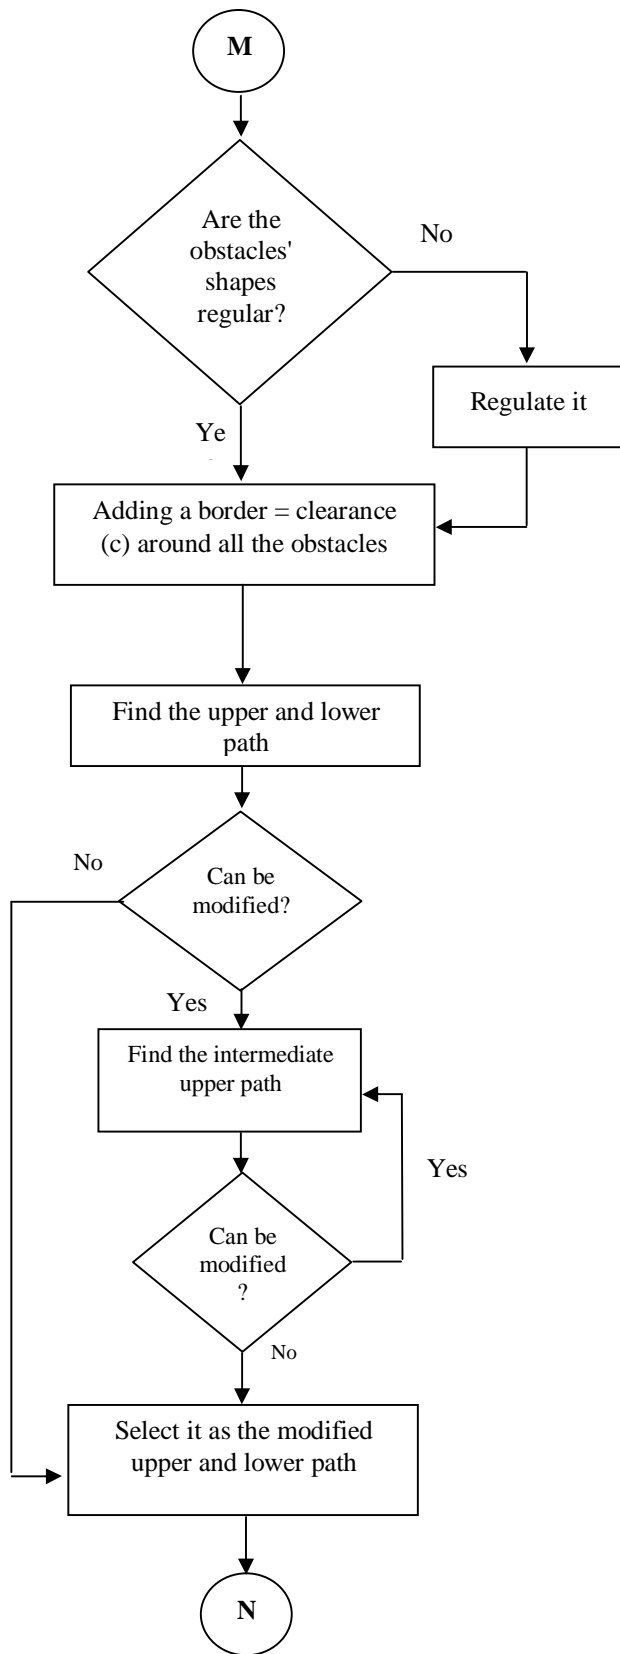 M
Are the
obstacles'
shapes
regular?
No
Regulate it
Ye
Adding a border = clearance
(c) around all the obstacles
Find the upper and lower
path
No
Can be
modified?
Yes
Find the intermediate
upper path
Yes
Can be
modified
?
No
Select it as the modified
upper and lower path
N